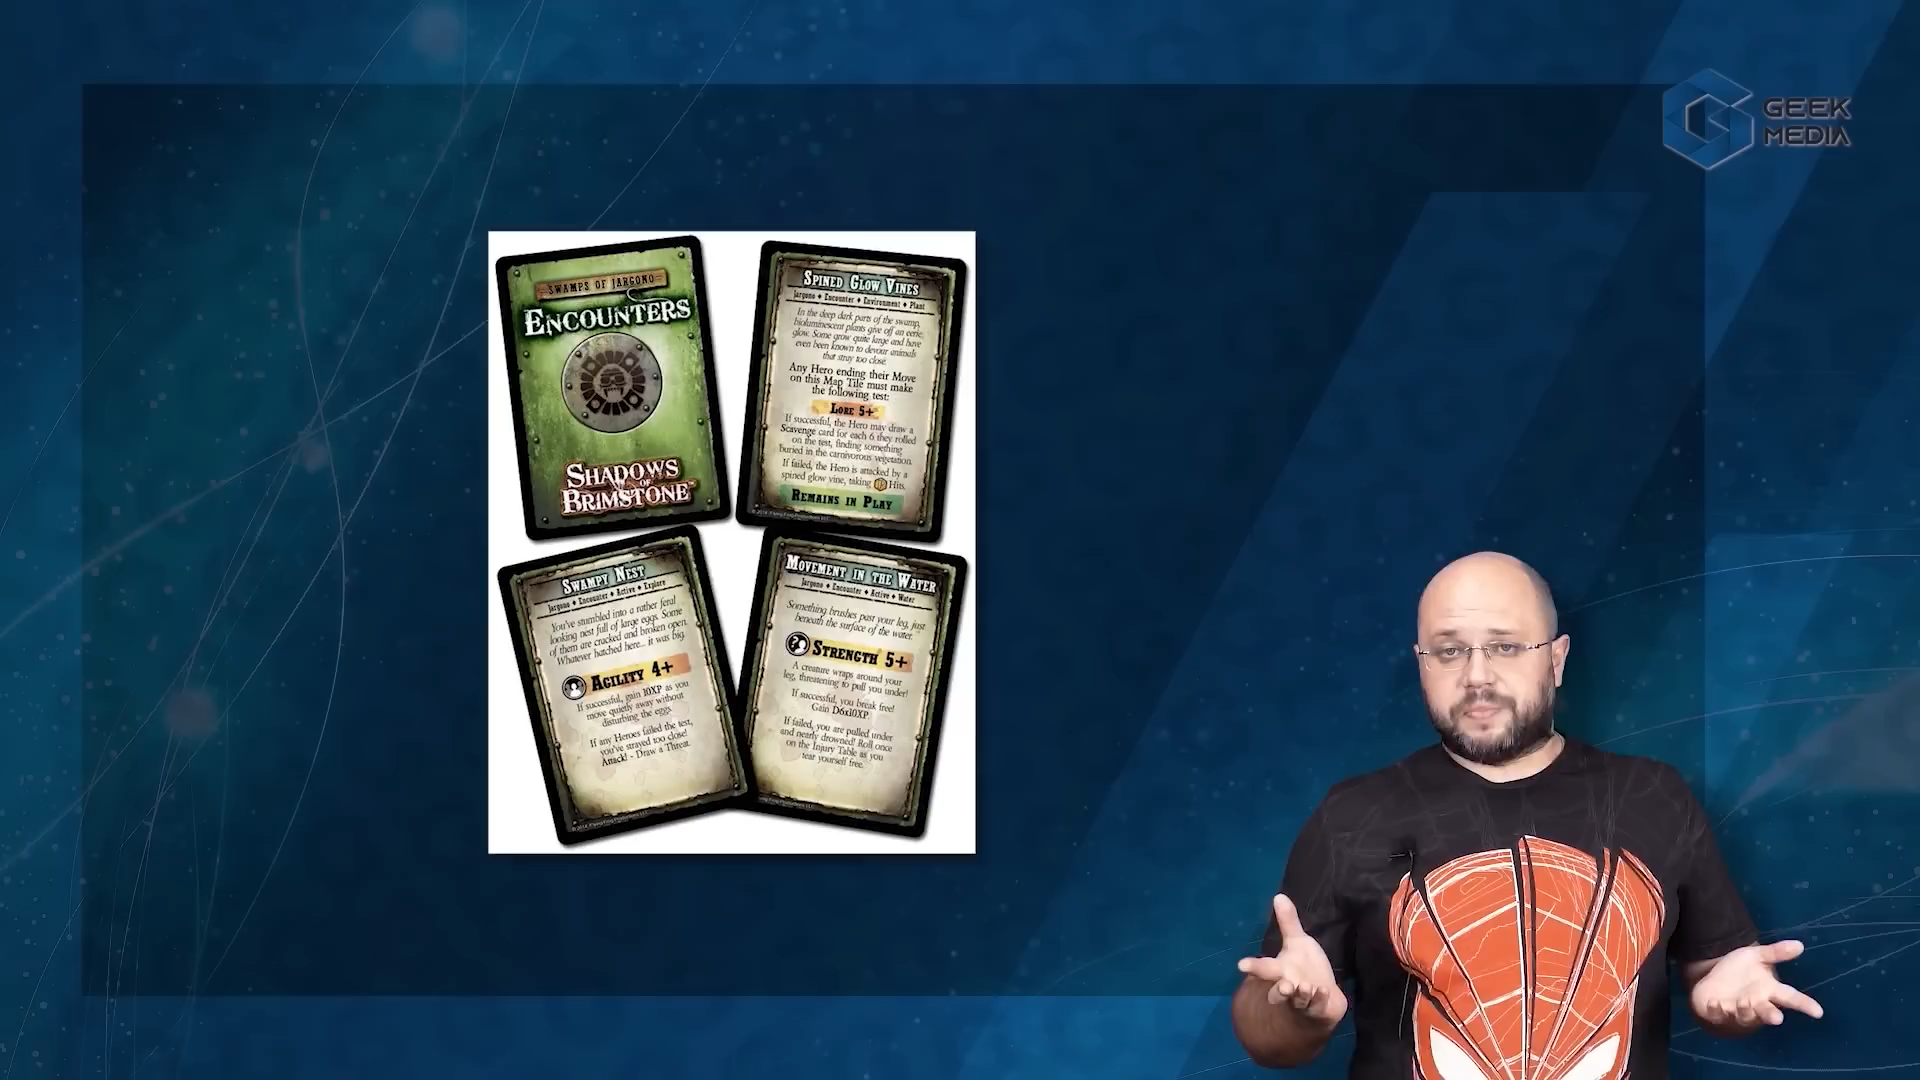 GEEK
MEDIA
SWAMPS OF JARGONO
ENCOUNTERS
SHADOWS
OF
BRIMSTONE
SPINED GLOW VINES
Jargono ♦ Encounter ♦ Environment ♦ Plant
In the deep dark parts of the swamp,
bioluminescent plants give off an eerie
glow. Some grow quite large and have
even been known to devour animals
that stray too close.
Any Hero ending their Move
on this Map Tile must make
the following test:
LORE 5+
If successful, the Hero may draw a
Scavenge card for each 6 they rolled
on the test, finding something
buried in the carnivorous vegetation.
If failed, the Hero is attacked by a
spined glow vine, taking Hits.
REMAINS IN PLAY
SWAMPY NEST
Jargono ♦ Encounter ♦ Active ♦ Explore
You've stumbled into a rather feral
looking nest full of large eggs. Some
of them are cracked and broken open.
Whatever hatched here... it was big.
AGILITY 4+
If successful, gain 10XP as you
move quietly away without
disturbing the eggs.
If any Heroes failed the test,
you've strayed too close!
Attack! - Draw a Threat.
MOVEMENT IN THE WATER
Jargono ♦ Encounter ♦ Active ♦ Water
Something brushes past your leg, just
beneath the surface of the water.
STRENGTH 5+
A creature wraps around your
leg, threatening to pull you under!
If successful, you break free!
Gain D6x10XP.
If failed, you are pulled under
and nearly drowned! Roll once
on the Injury Table as you
tear yourself free.